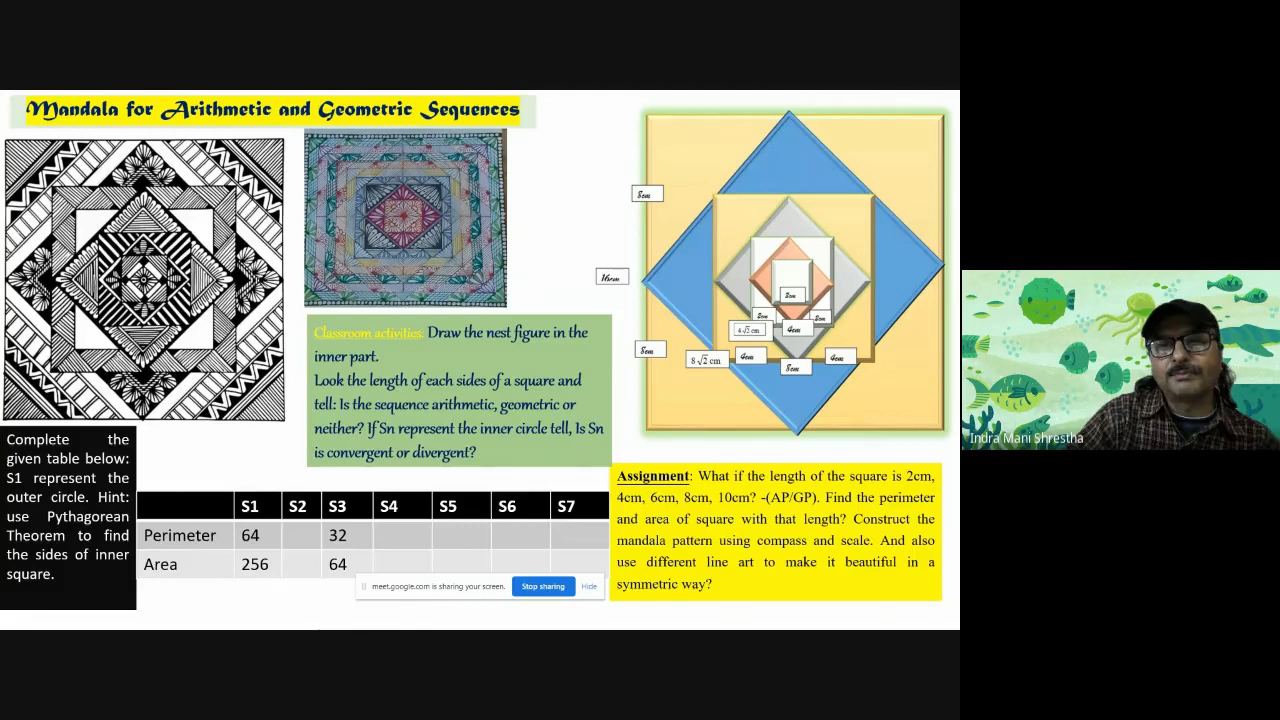 Mandala for Arithmetic and Geometric Sequences
Classroom activities: Draw the nest figure in the
inner part.
Look the length of each sides of a square and
tell: Is the sequence arithmetic, geometric or
neither? If Sn represent the inner circle tell, Is Sn
is convergent or divergent?
8cm
16cm
8cm
2cm
2cm
2cm
4√2 cm
4cm
8√2 cm
4cm
4cm
8cm
Complete the
given table below:
S1 represent the
outer circle. Hint:
use Pythagorean
Theorem to find
the sides of inner
square.
S1 S2 S3 S4 S5 S6 S7
Perimeter 64 32
Area 256 64
meet.google.com is sharing your screen. Stop sharing Hide
Assignment: What if the length of the square is 2cm,
4cm, 6cm, 8cm, 10cm? -(AP/GP). Find the perimeter
and area of square with that length? Construct the
mandala pattern using compass and scale. And also
use different line art to make it beautiful in a
symmetric way?
Indra Mani Shrestha